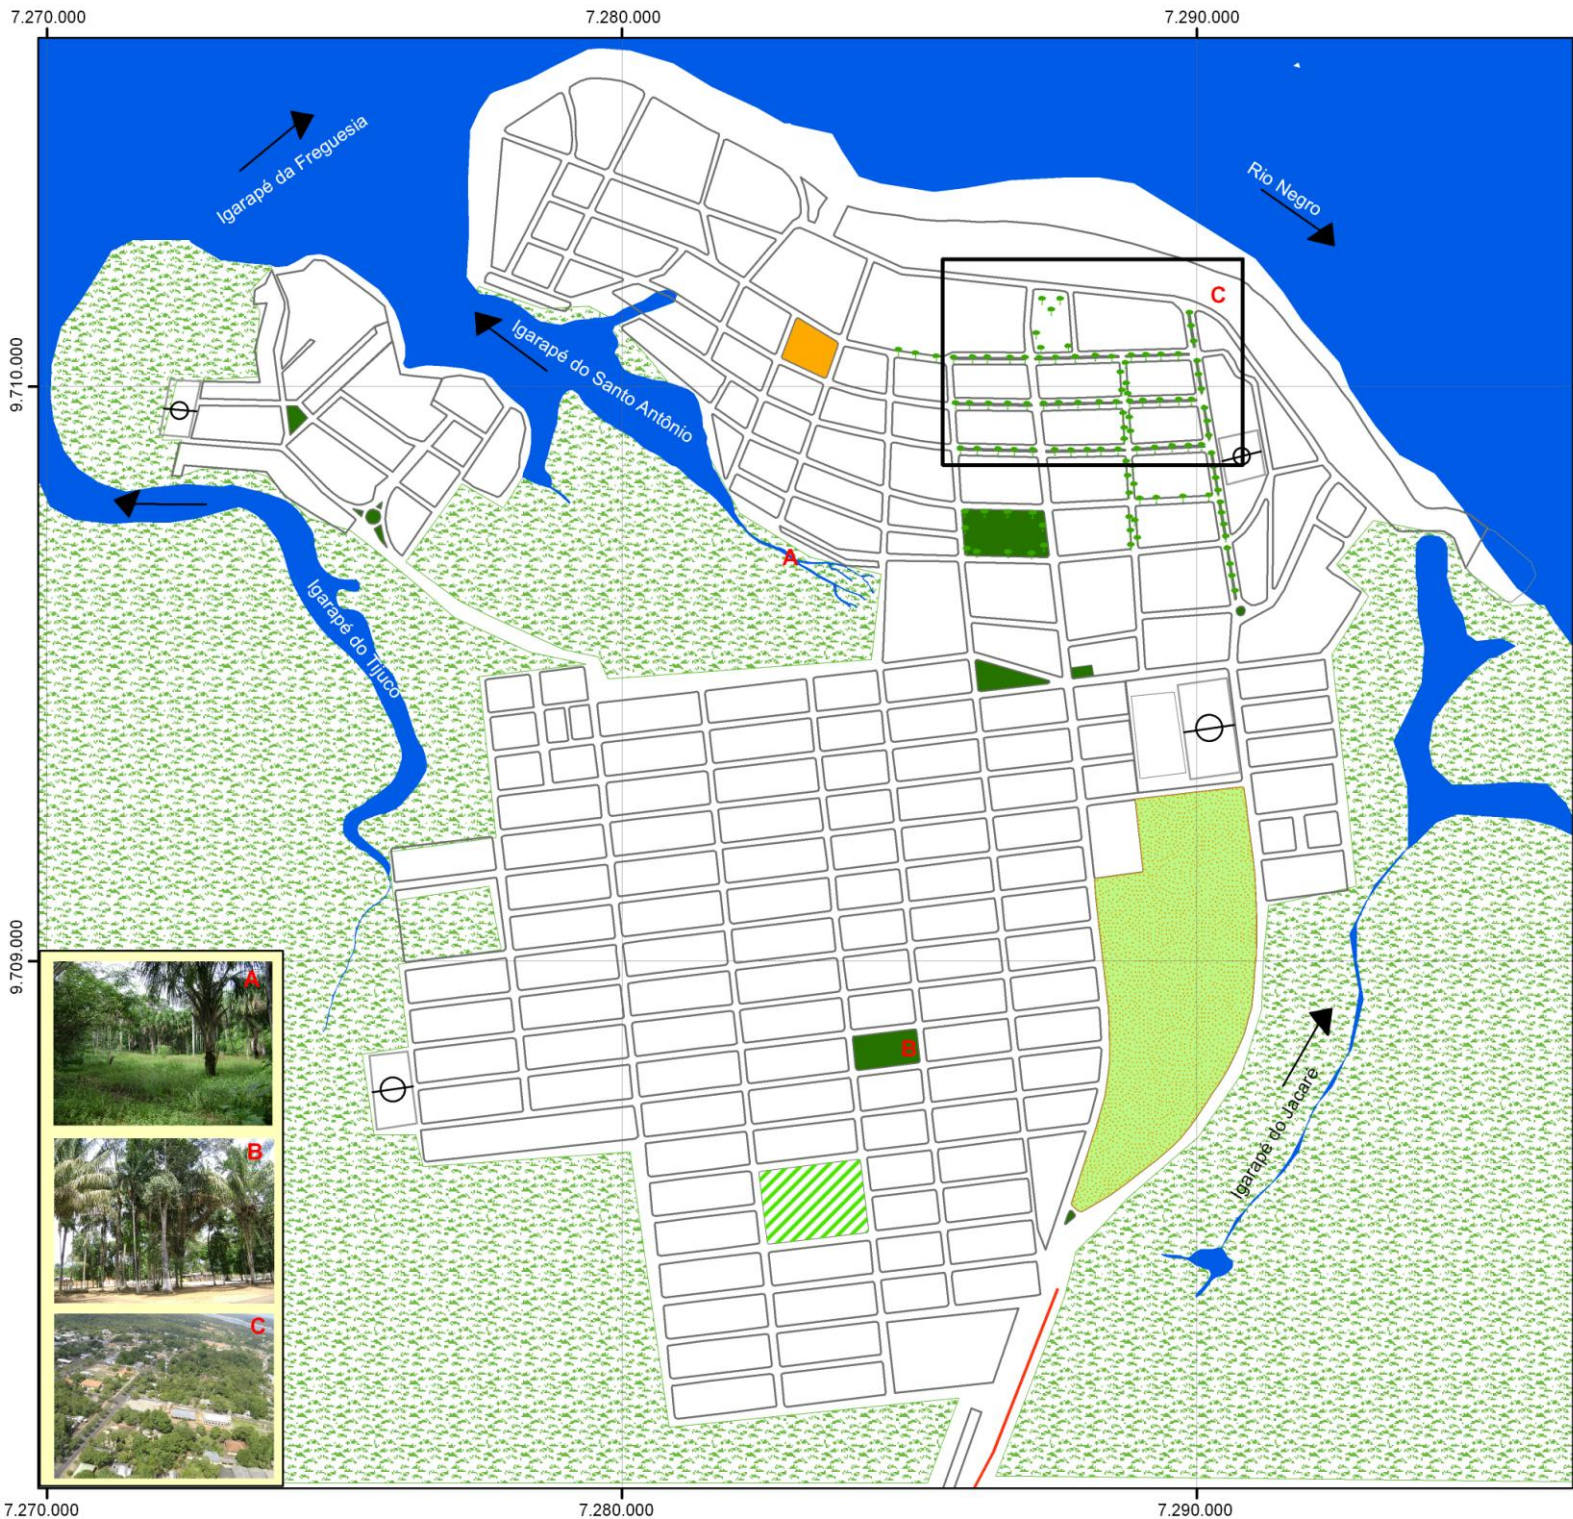 7.270.000
7.280.000
7.290.000
Igarapé da Freguesia
Rio Negro
C
Igarapé do Santo Antônio
9.710.000
A
Igarapé do Tijuco
9.709.000
A
B
Igarapé do Jacaré
B
C
7.270.000
7.280.000
7.290.000